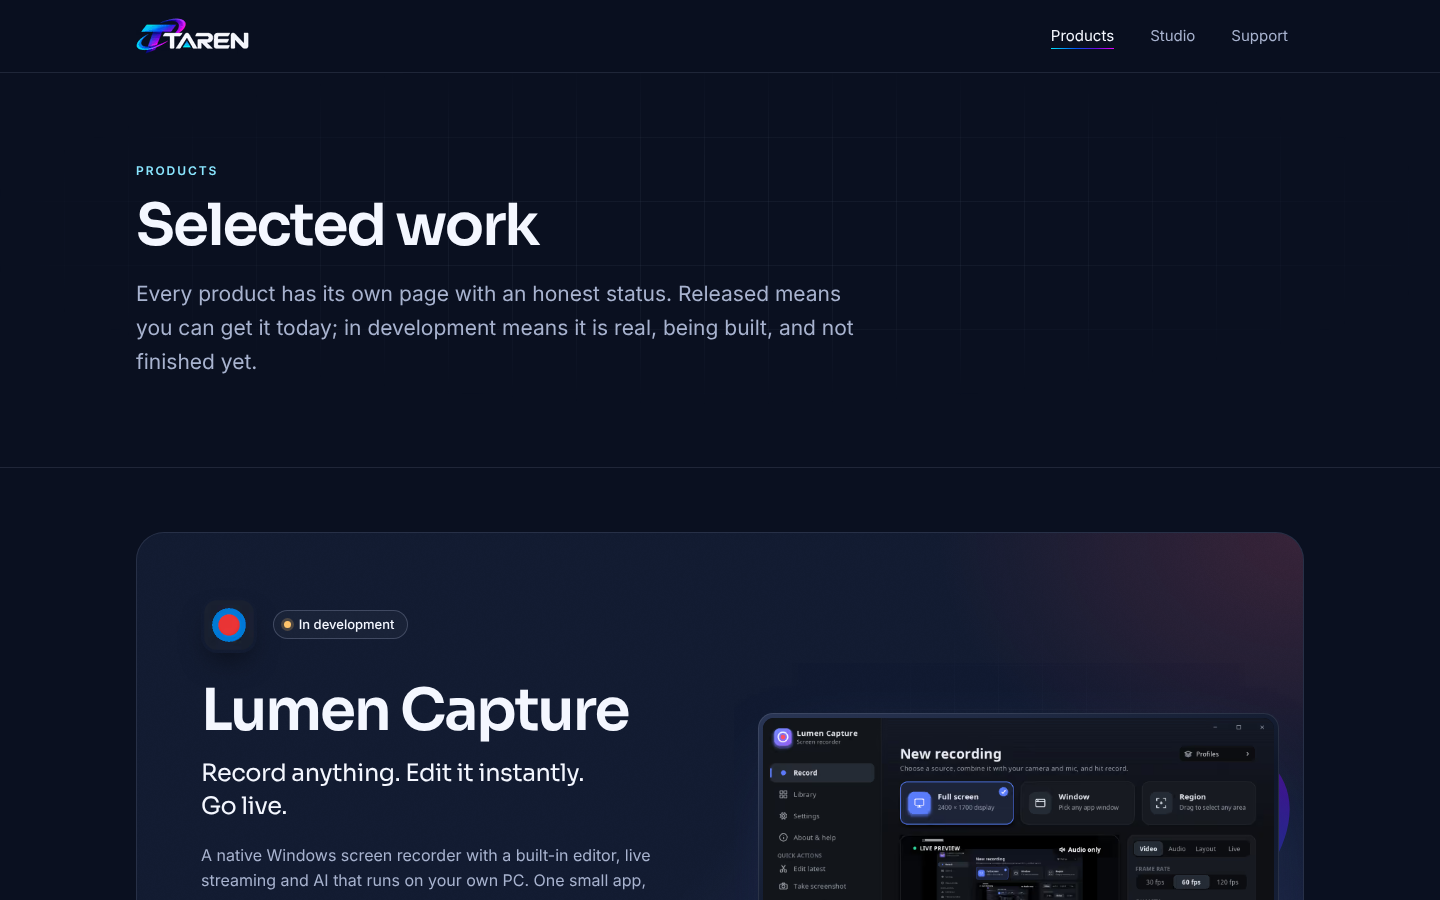 TAREN
Products
Studio
Support
PRODUCTS
Selected work
Every product has its own page with an honest status. Released means
you can get it today; in development means it is real, being built, and not
finished yet.
In development
Lumen Capture
Record anything. Edit it instantly.
Go live.
A native Windows screen recorder with a built-in editor, live
streaming and AI that runs on your own PC. One small app,
Lumen Capture
Screen recorder
Record
Library
Settings
About & help
QUICK ACTIONS
Edit latest
Take screenshot
New recording
Choose a source, combine it with your camera and mic, and hit record.
Profiles
Full screen
2400 × 1700 display
Window
Pick any app window
Region
Drag to select any area
LIVE PREVIEW
Audio only
Video
Audio
Layout
Live
FRAME RATE
30 fps
60 fps
120 fps